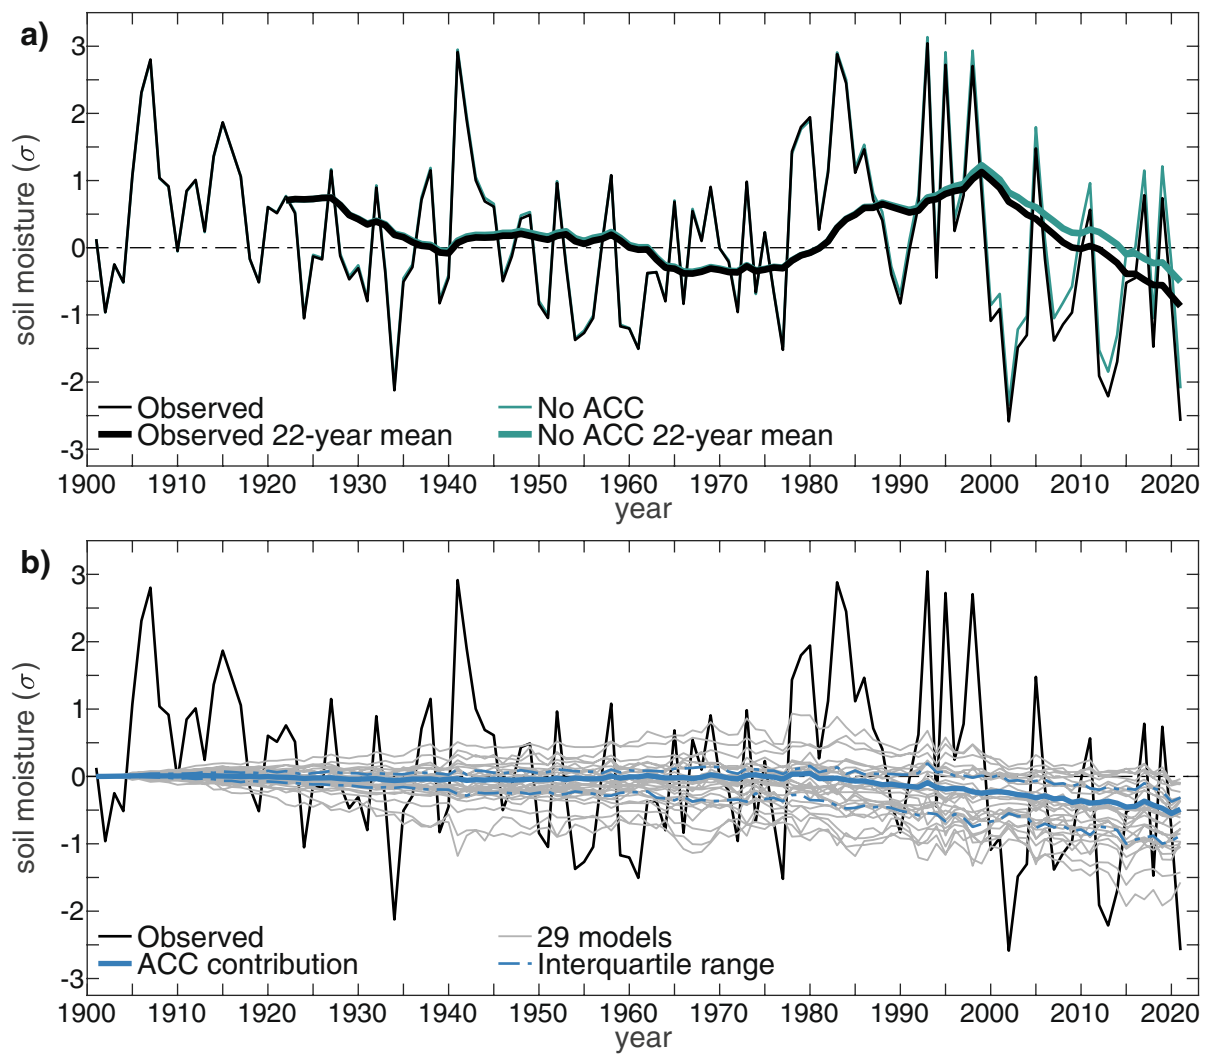 a)
3
2
1
0
-1
-2
-3
soil moisture (σ)
Observed
No ACC
Observed 22-year mean
No ACC 22-year mean
1900 1910 1920 1930 1940 1950 1960 1970 1980 1990 2000 2010 2020
year
b)
3
2
1
0
-1
-2
-3
soil moisture (σ)
Observed
29 models
ACC contribution
Interquartile range
1900 1910 1920 1930 1940 1950 1960 1970 1980 1990 2000 2010 2020
year